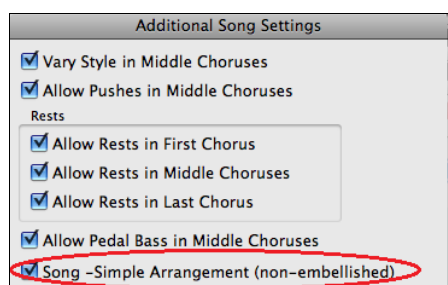 Additional Song Settings
Vary Style in Middle Choruses
Allow Pushes in Middle Choruses
Rests
Allow Rests in First Chorus
Allow Rests in Middle Choruses
Allow Rests in Last Chorus
Allow Pedal Bass in Middle Choruses
Song -Simple Arrangement (non-embellished)